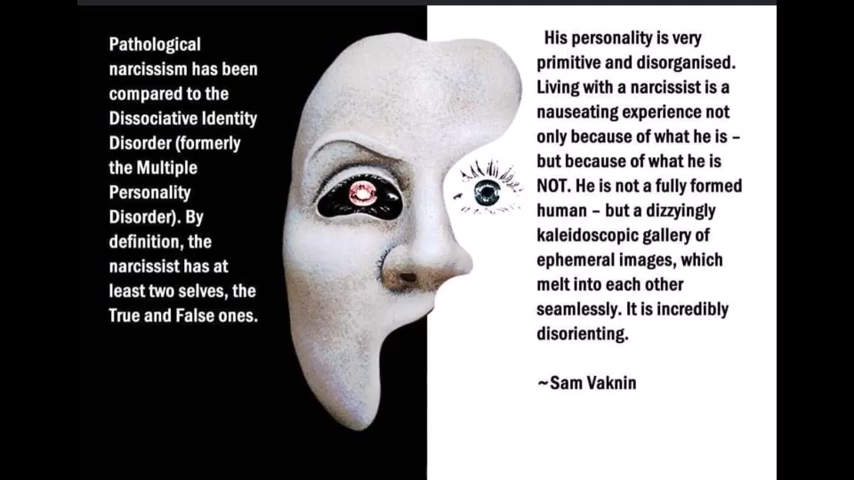 Pathological
narcissism has been
compared to the
Dissociative Identity
Disorder (formerly
the Multiple
Personality
Disorder). By
definition, the
narcissist has at
least two selves, the
True and False ones.
His personality is very
primitive and disorganised.
Living with a narcissist is a
nauseating experience not
only because of what he is –
but because of what he is
NOT. He is not a fully formed
human – but a dizzyingly
kaleidoscopic gallery of
ephemeral images, which
melt into each other
seamlessly. It is incredibly
disorienting.
~Sam Vaknin